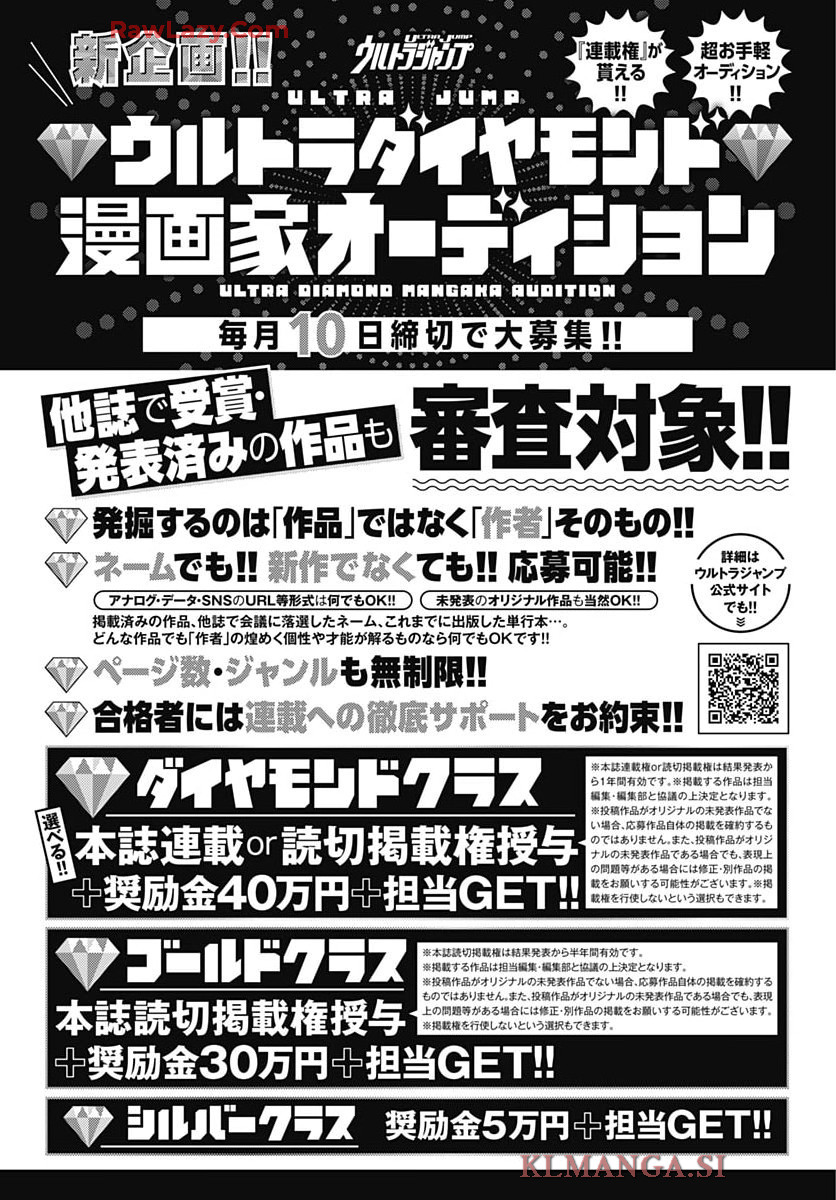 RawLazy.Com
新企画!!
ULTRA JUMP
ウルトラジャンプ
『連載権』が
貰える
!!
超お手軽
オーディション
!!
ULTRA JUMP
ウルトラダイヤモンド
漫画家オーディション
ULTRA DIAMOND MANGAKA AUDITION
毎月10日締切で大募集!!
他誌で受賞・
発表済みの作品も
審査対象!!
発掘するのは「作品」ではなく「作者」そのもの!!
ネームでも!! 新作でなくても!! 応募可能!!
アナログ・データ・SNSのURL等形式は何でもOK!!
未発表のオリジナル作品も当然OK!!
掲載済みの作品、他誌で会議に落選したネーム、これまでに出版した単行本…。
どんな作品でも「作者」の煌めく個性や才能が解るものなら何でもOKです!!
詳細は
ウルトラジャンプ
公式サイト
でも!!
ページ数・ジャンルも無制限!!
合格者には連載への徹底サポートをお約束!!
ダイヤモンドクラス
選べる!!
本誌連載or読切掲載権授与
+奨励金40万円+担当GET!!
※本誌連載権or読切掲載権は結果発表か
ら1年間有効です。※掲載する作品は担当
編集・編集部と協議の上決定となります。
※投稿作品がオリジナルの未発表作品でな
い場合、応募作品自体の掲載を確約するも
のではありません。また、投稿作品がオリジ
ナルの未発表作品である場合でも、表現上
の問題等がある場合には修正・別作品の掲
載をお願いする可能性がございます。※掲
載権を行使しないという選択もできます。
ゴールドクラス
本誌読切掲載権授与
+奨励金30万円+担当GET!!
※本誌読切掲載権は結果発表から半年間有効です。
※掲載する作品は担当編集・編集部と協議の上決定となります。
※投稿作品がオリジナルの未発表作品でない場合、応募作品自体の掲載を確約する
ものではありません。また、投稿作品がオリジナルの未発表作品である場合でも、表現
上の問題等がある場合には修正・別作品の掲載をお願いする可能性がございます。
※掲載権を行使しないという選択もできます。
シルバークラス
奨励金5万円+担当GET!!
KLMANGA.SI